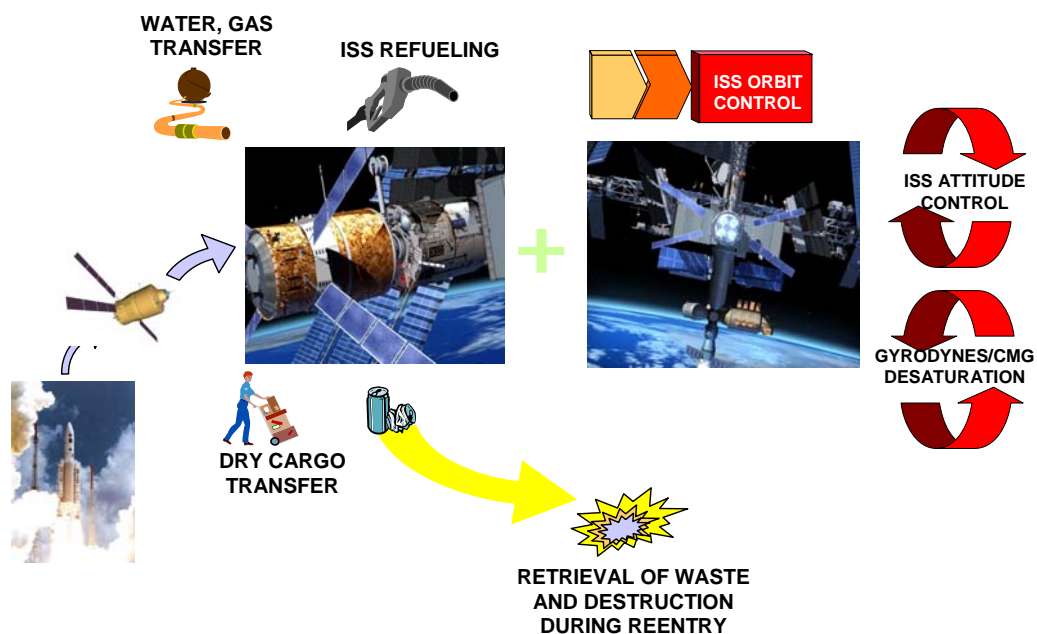 WATER, GAS
TRANSFER
ISS REFUELING
ISS ORBIT
CONTROL
ISS ATTITUDE
CONTROL
GYRODYNES/CMG
DESATURATION
DRY CARGO
TRANSFER
RETRIEVAL OF WASTE
AND DESTRUCTION
DURING REENTRY